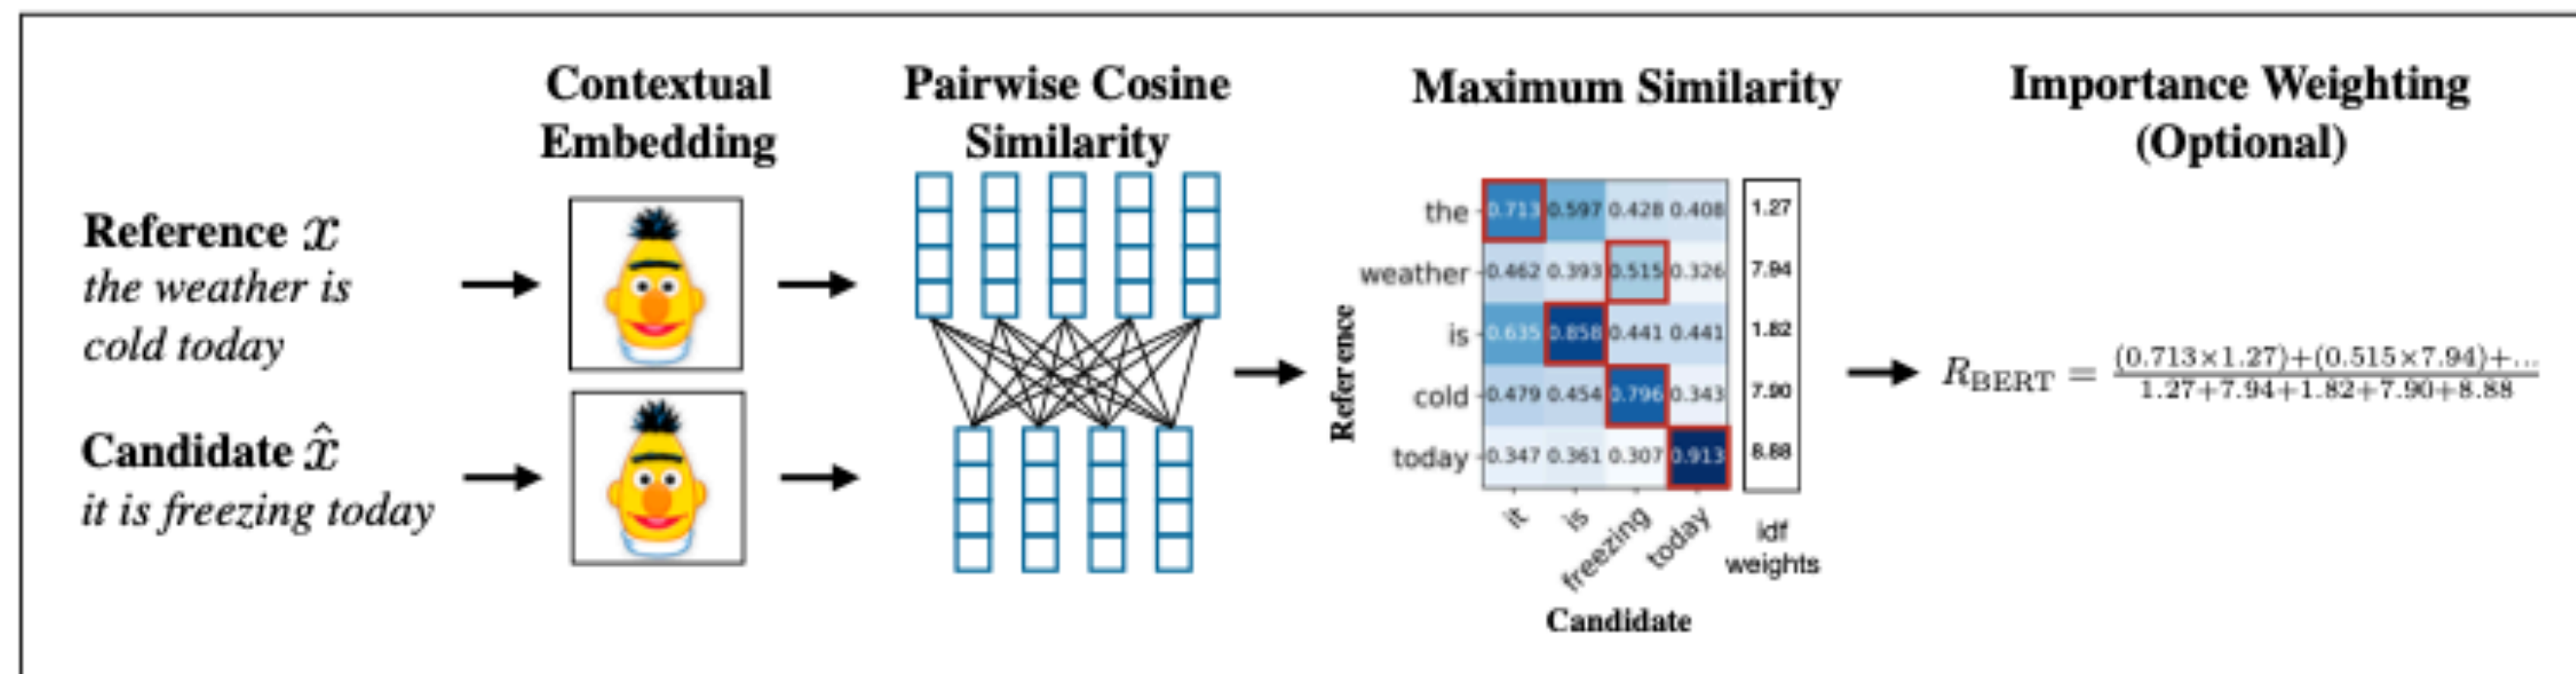 Contextual
Embedding
Pairwise Cosine
Similarity
Maximum Similarity
Importance Weighting
(Optional)
Reference x
the weather is
cold today
Candidate x̂
it is freezing today
Reference
the 0.713 0.597 0.428 0.408 1.27
weather 0.462 0.393 0.515 0.326 7.94
is 0.635 0.858 0.441 0.441 1.82
cold 0.479 0.454 0.796 0.343 7.90
today 0.347 0.361 0.307 0.913 8.88
it is freezing today
idf
weights
Candidate
R_BERT = (0.713×1.27)+(0.515×7.94)+...
1.27+7.94+1.82+7.90+8.88